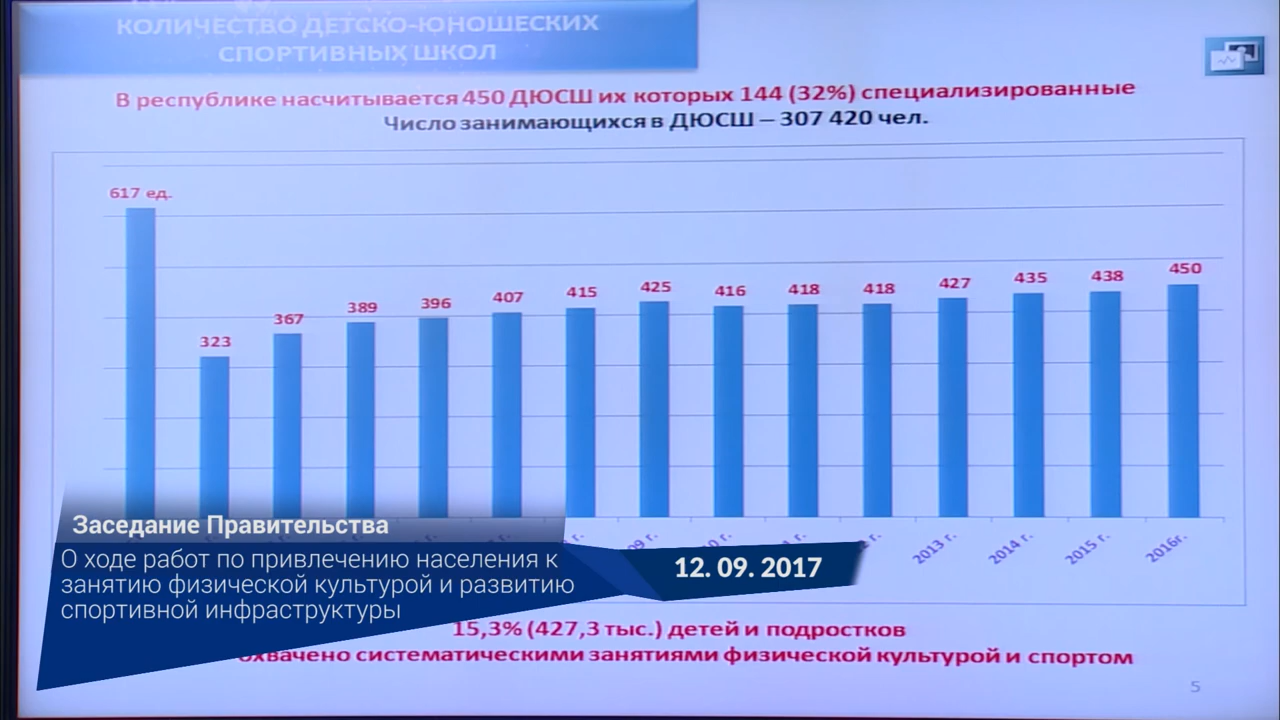 КОЛИЧЕСТВО ДЕТСКО-ЮНОШЕСКИХ
СПОРТИВНЫХ ШКОЛ
В республике насчитывается 450 ДЮСШ их которых 144 (32%) специализированные
Число занимающихся в ДЮСШ – 307 420 чел.
617 ед.
323
367
389
396
407
415
425
416
418
418
427
435
438
450
2013 г.
2014 г.
2015 г.
2016г.
Заседание Правительства
О ходе работ по привлечению населения к
занятию физической культурой и развитию
спортивной инфраструктуры
12. 09. 2017
15,3% (427,3 тыс.) детей и подростков
охвачено систематическими занятиями физической культурой и спортом
5